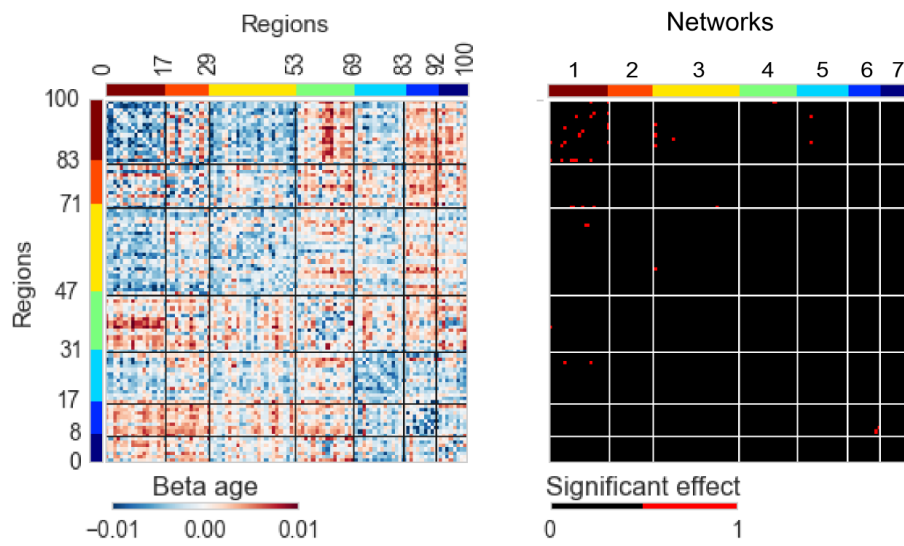 Regions
Networks
0 17 29 53 69 83 92 100
1 2 3 4 5 6 7
100
83
71
47
31
17
8
0
Regions
Beta age
−0.01 0.00 0.01
Significant effect
0 1